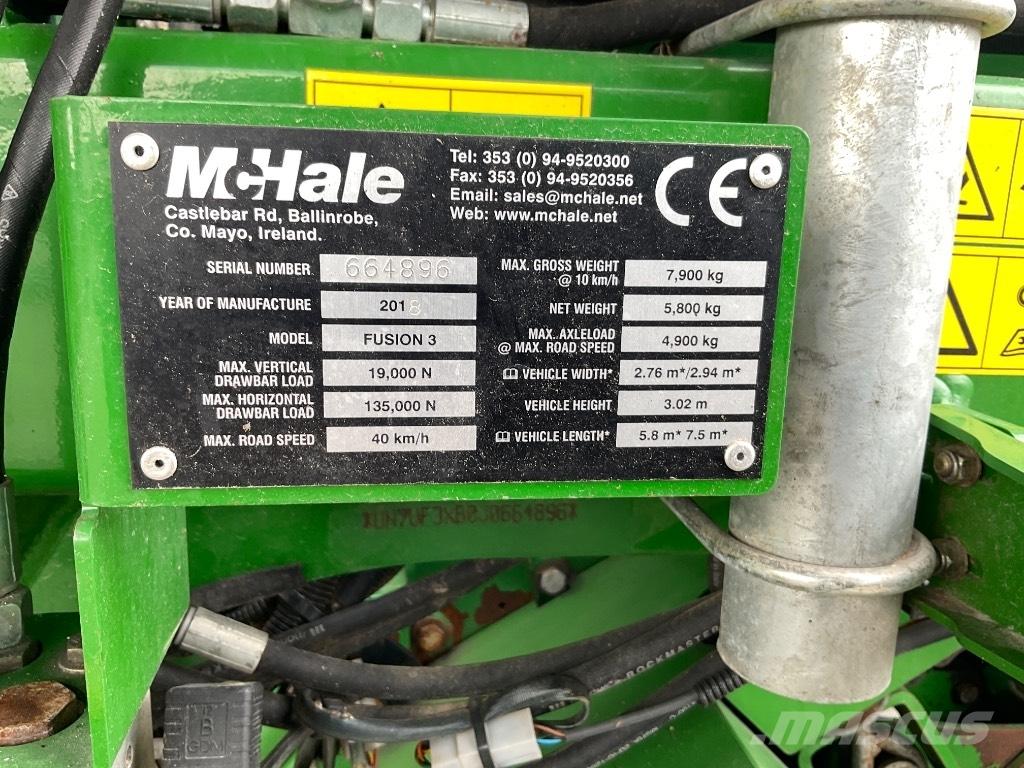 McHale
Castlebar Rd, Ballinrobe,
Co. Mayo, Ireland.
Tel: 353 (0) 94-9520300
Fax: 353 (0) 94-9520356
Email: sales@mchale.net
Web: www.mchale.net
CE
SERIAL NUMBER 664896
YEAR OF MANUFACTURE 2018
MODEL FUSION 3
MAX. VERTICAL
DRAWBAR LOAD 19,000 N
MAX. HORIZONTAL
DRAWBAR LOAD 135,000 N
MAX. ROAD SPEED 40 km/h
MAX. GROSS WEIGHT
@ 10 km/h 7,900 kg
NET WEIGHT 5,800 kg
MAX. AXLELOAD
@ MAX. ROAD SPEED 4,900 kg
VEHICLE WIDTH* 2.76 m*/2.94 m*
VEHICLE HEIGHT 3.02 m
VEHICLE LENGTH* 5.8 m* 7.5 m*
ROCKMASTER
B
GDM
MASCUS